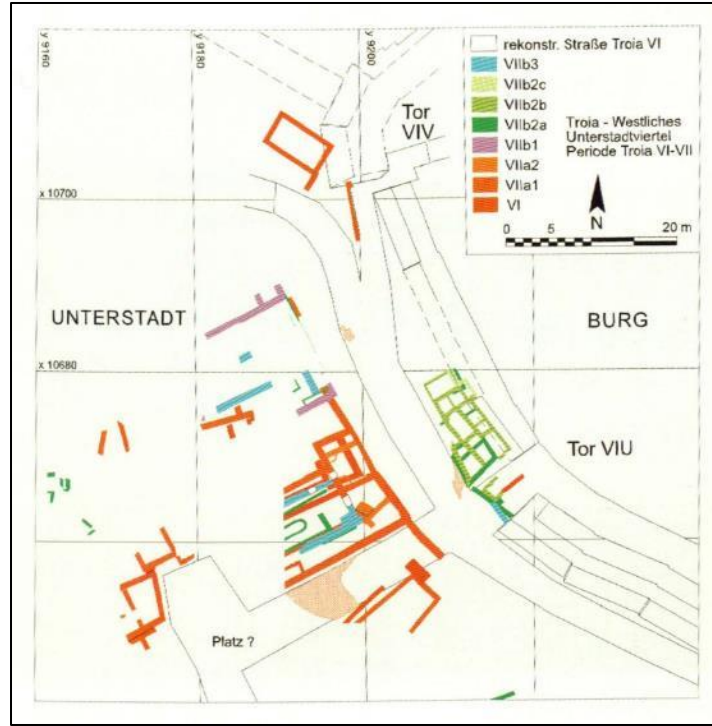 y 9160
y 9180
y 9200
Tor
VIV
rekonstr. Straße Troia VI
VIIb3
VIIb2c
VIIb2b
VIIb2a
VIIb1
VIIa2
VIIa1
VI
Troia - Westliches
Unterstadtviertel
Periode Troia VI-VII
N
0 5 20 m
x 10700
UNTERSTADT
BURG
x 10680
Tor VIU
Platz ?